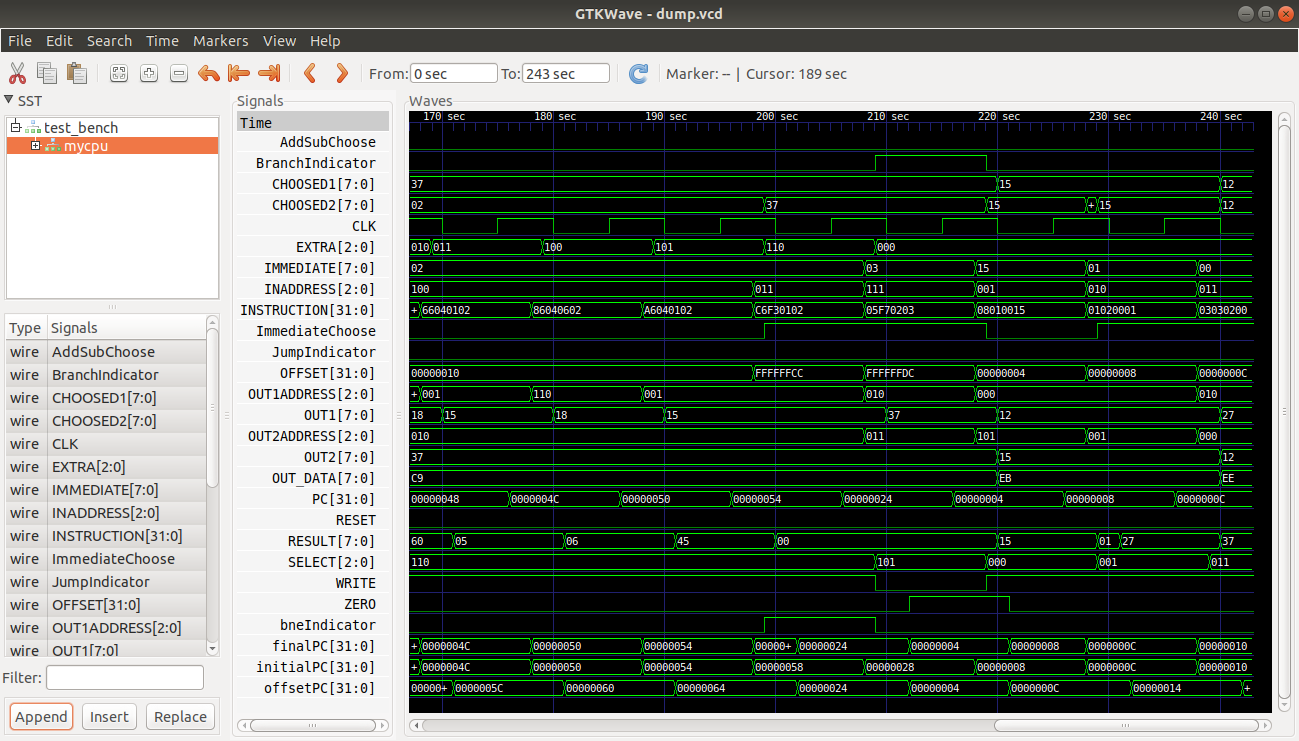 GTKWave - dump.vcd
File Edit Search Time Markers View Help
From: 0 sec To: 243 sec Marker: -- | Cursor: 189 sec
SST
test_bench
mycpu
Type Signals
wire AddSubChoose
wire BranchIndicator
wire CHOOSED1[7:0]
wire CHOOSED2[7:0]
wire CLK
wire EXTRA[2:0]
wire IMMEDIATE[7:0]
wire INADDRESS[2:0]
wire INSTRUCTION[31:0]
wire ImmediateChoose
wire JumpIndicator
wire OFFSET[31:0]
wire OUT1ADDRESS[2:0]
wire OUT1[7:0]
Filter:
Append Insert Replace
Signals
Time
Waves
170 sec 180 sec 190 sec 200 sec 210 sec 220 sec 230 sec 240 sec
AddSubChoose
BranchIndicator
CHOOSED1[7:0] 37 15 12
CHOOSED2[7:0] 02 37 15 + 15 12
CLK
EXTRA[2:0] 010 011 100 101 110 000
IMMEDIATE[7:0] 02 03 15 01 00
INADDRESS[2:0] 100 011 111 001 010 011
INSTRUCTION[31:0] + 66040102 86040602 A6040102 C6F30102 05F70203 08010015 01020001 03030200
ImmediateChoose
JumpIndicator
OFFSET[31:0] 00000010 FFFFFFCC FFFFFFDC 00000004 00000008 0000000C
OUT1ADDRESS[2:0] + 001 110 001 010 000 010
OUT1[7:0] 18 15 18 15 37 12 27
OUT2ADDRESS[2:0] 010 011 101 001 000
OUT2[7:0] 37 15 12
OUT_DATA[7:0] C9 EB EE
PC[31:0] 00000048 0000004C 00000050 00000054 00000024 00000004 00000008 0000000C
RESET
RESULT[7:0] 60 05 06 45 00 15 01 27 37
SELECT[2:0] 110 101 000 001 011
WRITE
ZERO
bneIndicator
finalPC[31:0] + 0000004C 00000050 00000054 00000+ 00000024 00000004 00000008 0000000C 00000010
initialPC[31:0] + 0000004C 00000050 00000054 00000058 00000028 00000008 0000000C 00000010
offsetPC[31:0] 00000+ 0000005C 00000060 00000064 00000024 00000004 0000000C 00000014 +